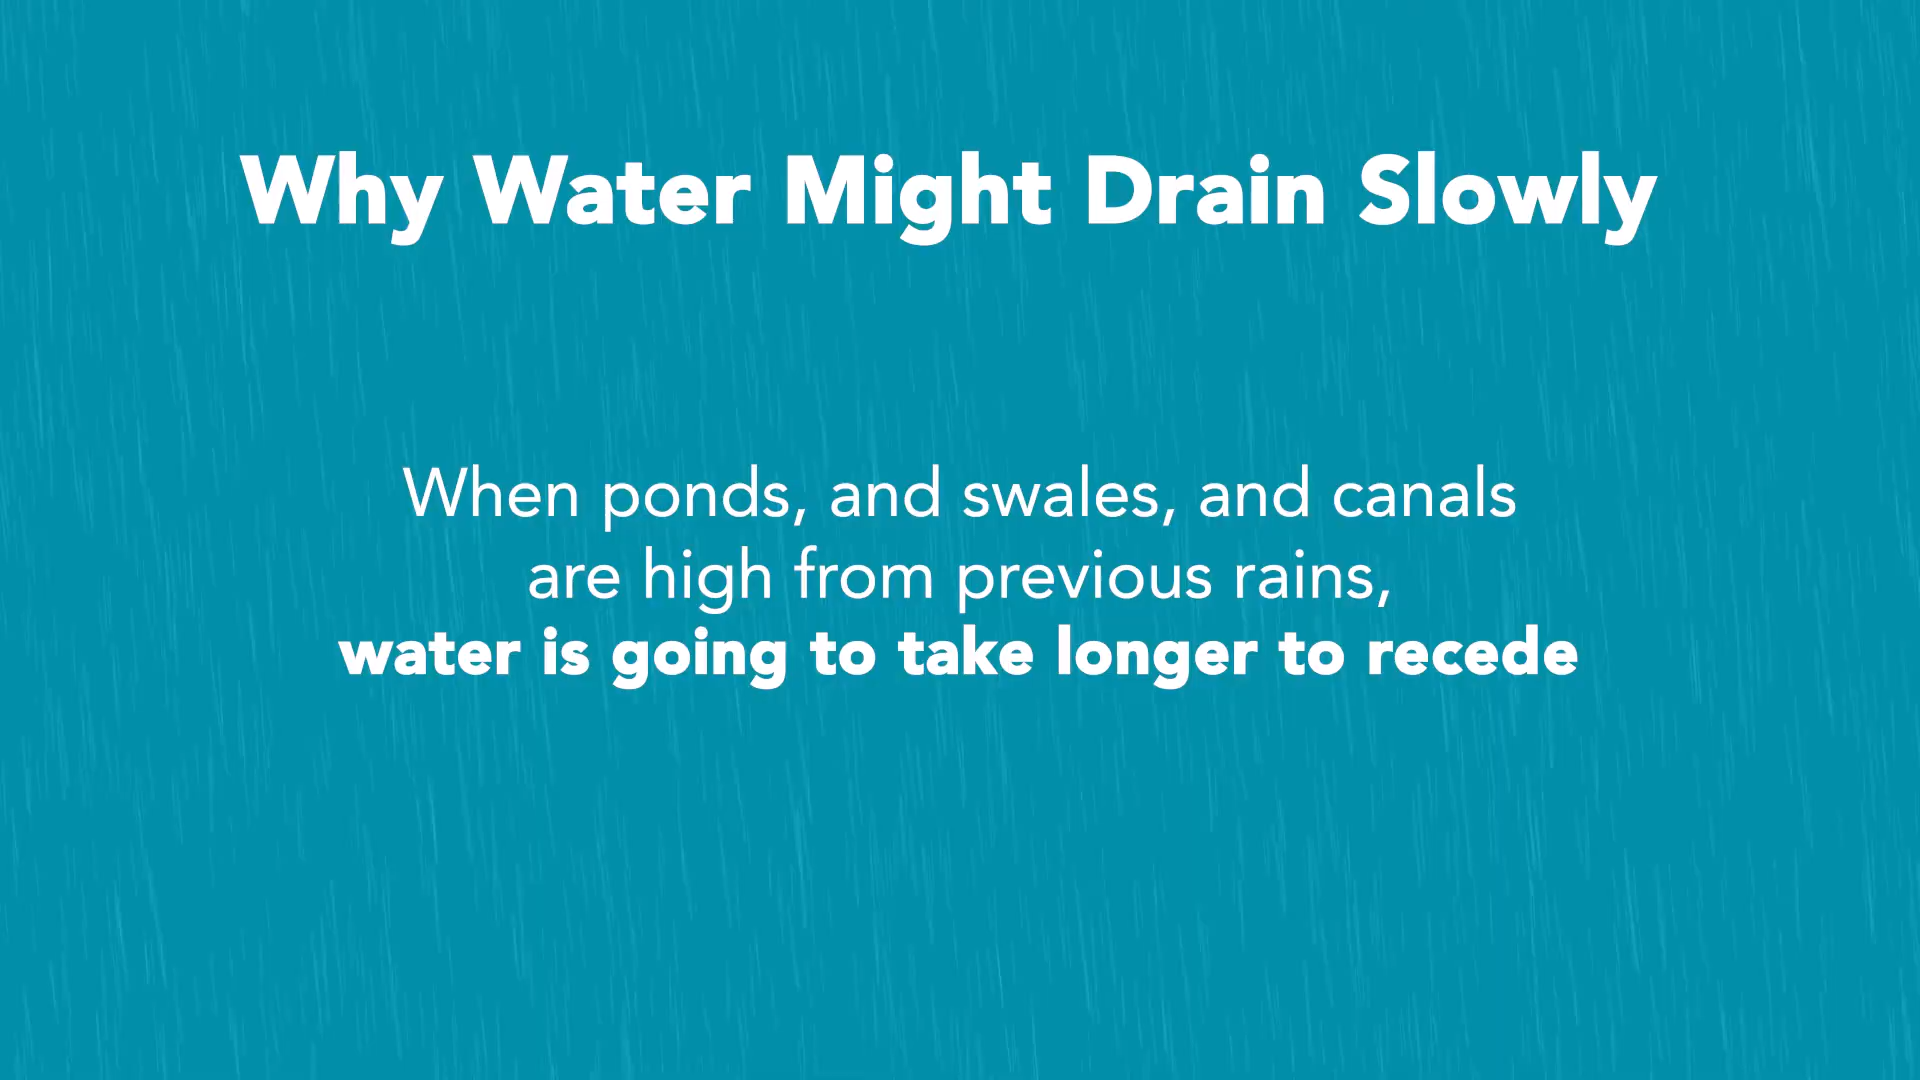 Why Water Might Drain Slowly
When ponds, and swales, and canals
are high from previous rains,
water is going to take longer to recede